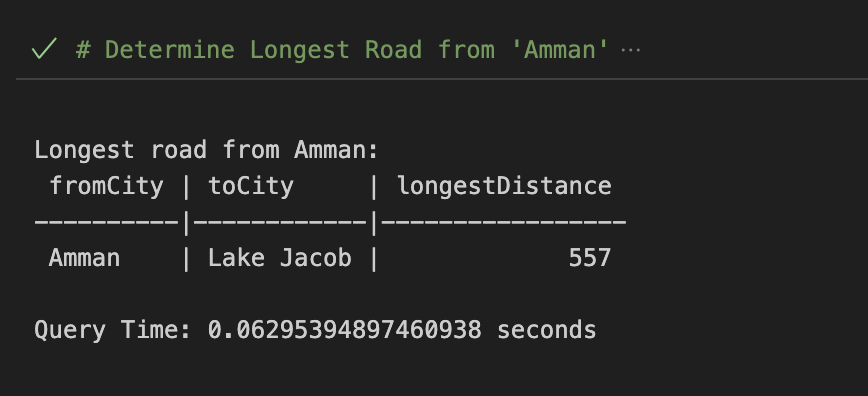 # Determine Longest Road from 'Amman' ...
Longest road from Amman:
 fromCity | toCity     | longestDistance
----------|------------|-----------------
 Amman    | Lake Jacob |             557
Query Time: 0.06295394897460938 seconds